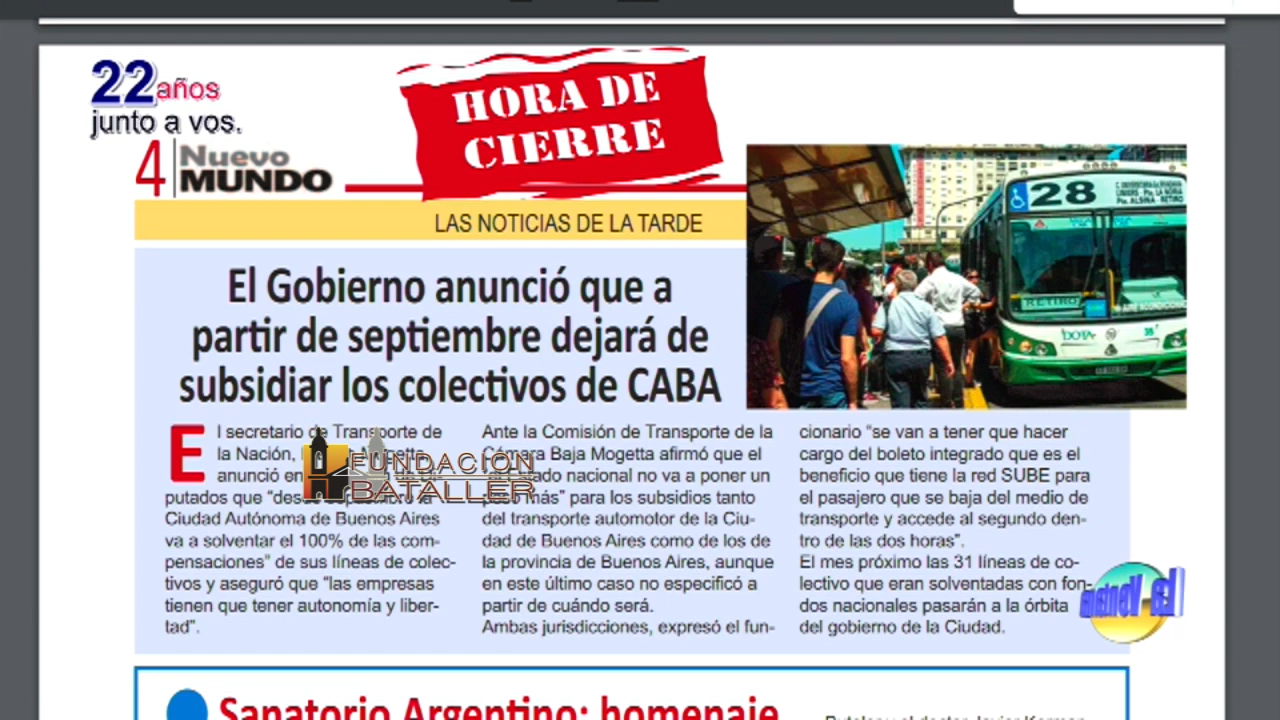 22 años
junto a vos.
4 Nuevo
MUNDO
HORA DE
CIERRE
LAS NOTICIAS DE LA TARDE
El Gobierno anunció que a
partir de septiembre dejará de
subsidiar los colectivos de CABA
28
RETIRO
DOTA
El secretario de Transporte de
la Nación,
anunció en
putados que “des
Ciudad Autónoma de Buenos Aires
va a solventar el 100% de las com-
pensaciones” de sus líneas de colec-
tivos y aseguró que “las empresas
tienen que tener autonomía y liber-
tad”.
FUNDACION
BATALLER
Ante la Comisión de Transporte de la
Cámara Baja Mogetta afirmó que el
nacional no va a poner un
más” para los subsidios tanto
del transporte automotor de la Ciu-
dad de Buenos Aires como de los de
la provincia de Buenos Aires, aunque
en este último caso no especificó a
partir de cuándo será.
Ambas jurisdicciones, expresó el fun-
cionario “se van a tener que hacer
cargo del boleto integrado que es el
beneficio que tiene la red SUBE para
el pasajero que se baja del medio de
transporte y accede al segundo den-
tro de las dos horas”.
El mes próximo las 31 líneas de co-
lectivo que eran solventadas con fon-
dos nacionales pasarán a la órbita
del gobierno de la Ciudad.
la Ventana
Sanatorio Argentino: homenaje